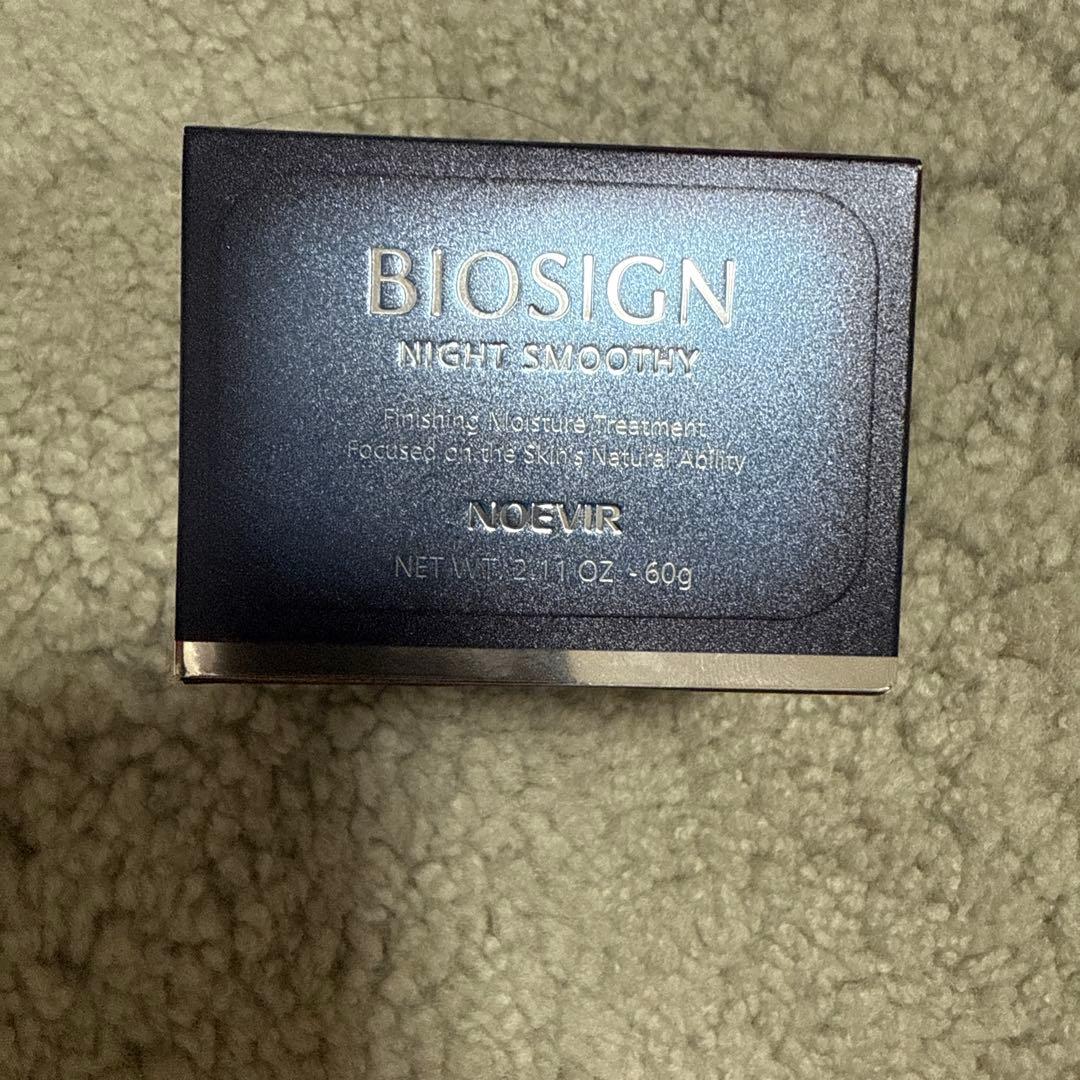 BIOSIGN
NIGHT SMOOTHY
Finishing Moisture Treatment
Focused on the Skin's Natural Ability
NOEVIR
NET WT. 2.11 OZ. - 60g